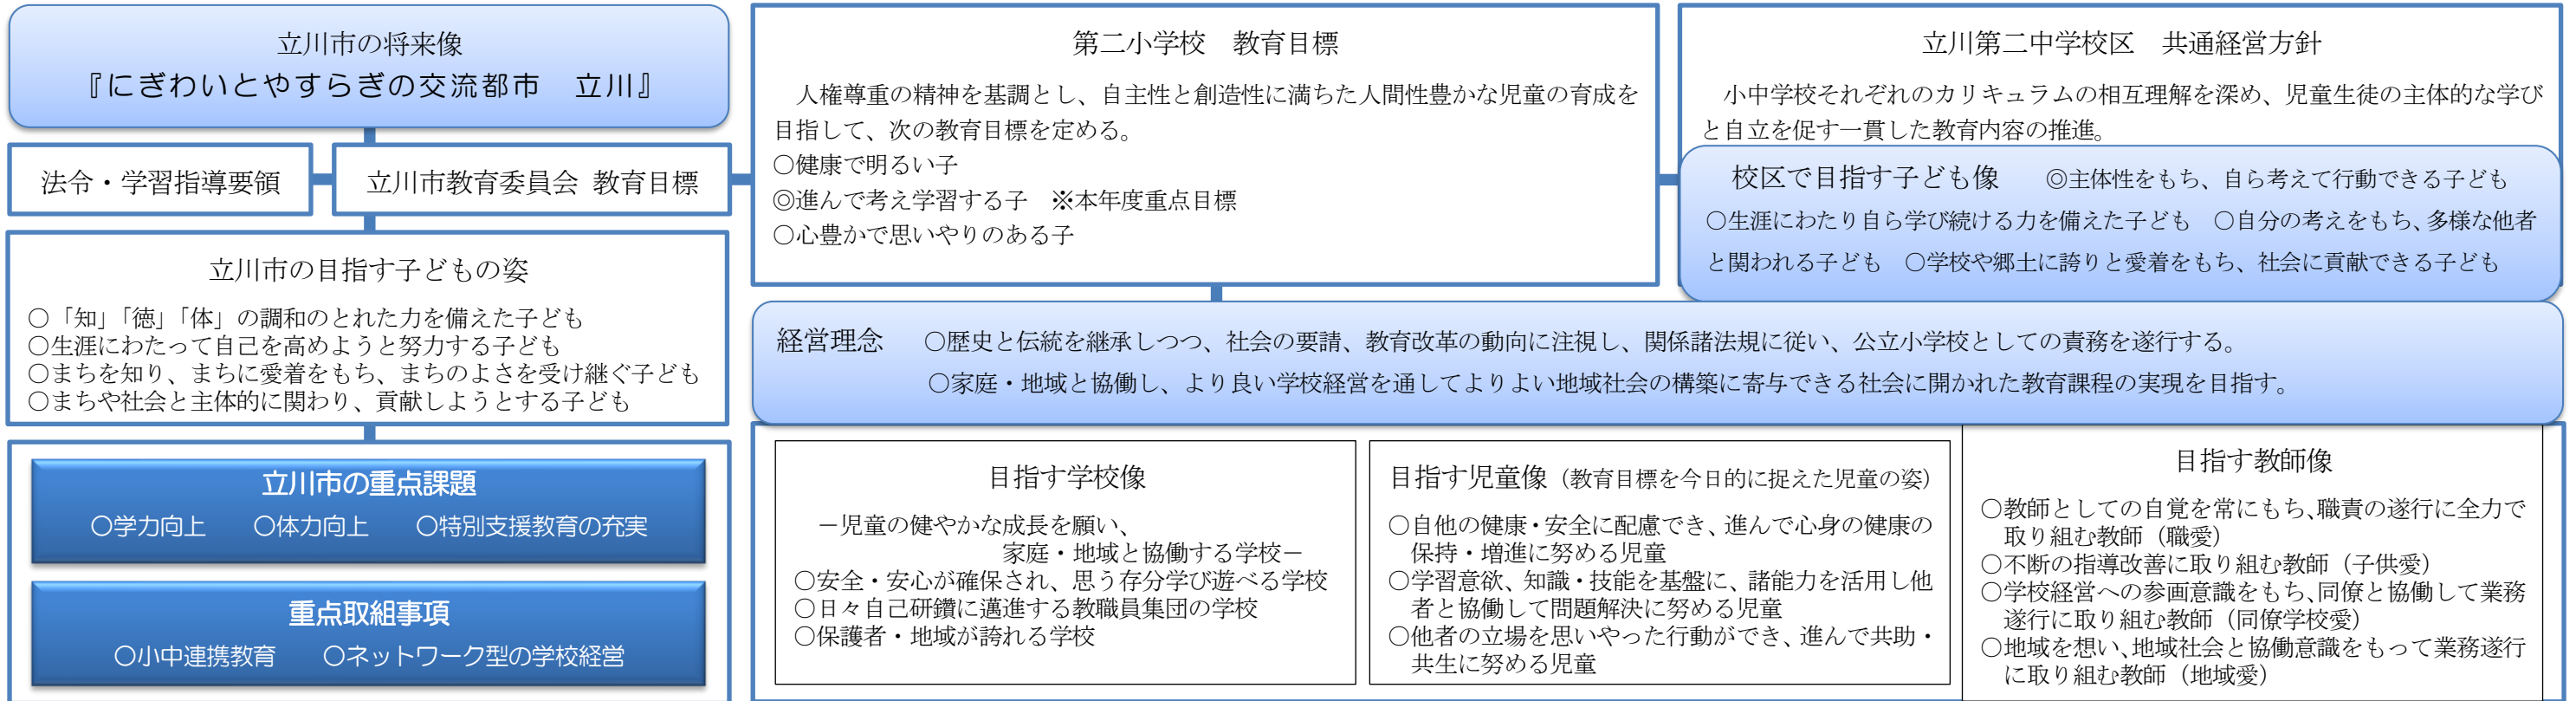 立川市の将来像
『にぎわいとやすらぎの交流都市　立川』
法令・学習指導要領
立川市教育委員会 教育目標
立川市の目指す子どもの姿
○「知」「徳」「体」の調和のとれた力を備えた子ども
○生涯にわたって自己を高めようと努力する子ども
○まちを知り、まちに愛着をもち、まちのよさを受け継ぐ子ども
○まちや社会と主体的に関わり、貢献しようとする子ども
立川市の重点課題
○学力向上　　○体力向上　　○特別支援教育の充実
重点取組事項
○小中連携教育　　○ネットワーク型の学校経営
第二小学校　教育目標
人権尊重の精神を基調とし、自主性と創造性に満ちた人間性豊かな児童の育成を
目指して、次の教育目標を定める。
○健康で明るい子
◎進んで考え学習する子　※本年度重点目標
○心豊かで思いやりのある子
立川第二中学校区　共通経営方針
小中学校それぞれのカリキュラムの相互理解を深め、児童生徒の主体的な学び
と自立を促す一貫した教育内容の推進。
校区で目指す子ども像　　◎主体性をもち、自ら考えて行動できる子ども
○生涯にわたり自ら学び続ける力を備えた子ども　○自分の考えをもち、多様な他者
と関われる子ども　○学校や郷土に誇りと愛着をもち、社会に貢献できる子ども
経営理念　　○歴史と伝統を継承しつつ、社会の要請、教育改革の動向に注視し、関係諸法規に従い、公立小学校としての責務を遂行する。
○家庭・地域と協働し、より良い学校経営を通してよりよい地域社会の構築に寄与できる社会に開かれた教育課程の実現を目指す。
目指す学校像
－児童の健やかな成長を願い、
家庭・地域と協働する学校－
○安全・安心が確保され、思う存分学び遊べる学校
○日々自己研鑽に邁進する教職員集団の学校
○保護者・地域が誇れる学校
目指す児童像（教育目標を今日的に捉えた児童の姿）
○自他の健康・安全に配慮でき、進んで心身の健康の
保持・増進に努める児童
○学習意欲、知識・技能を基盤に、諸能力を活用し他
者と協働して問題解決に努める児童
○他者の立場を思いやった行動ができ、進んで共助・
共生に努める児童
目指す教師像
○教師としての自覚を常にもち、職責の遂行に全力で
取り組む教師（職愛）
○不断の指導改善に取り組む教師（子供愛）
○学校経営への参画意識をもち、同僚と協働して業務
遂行に取り組む教師（同僚学校愛）
○地域を想い、地域社会と協働意識をもって業務遂行
に取り組む教師（地域愛）